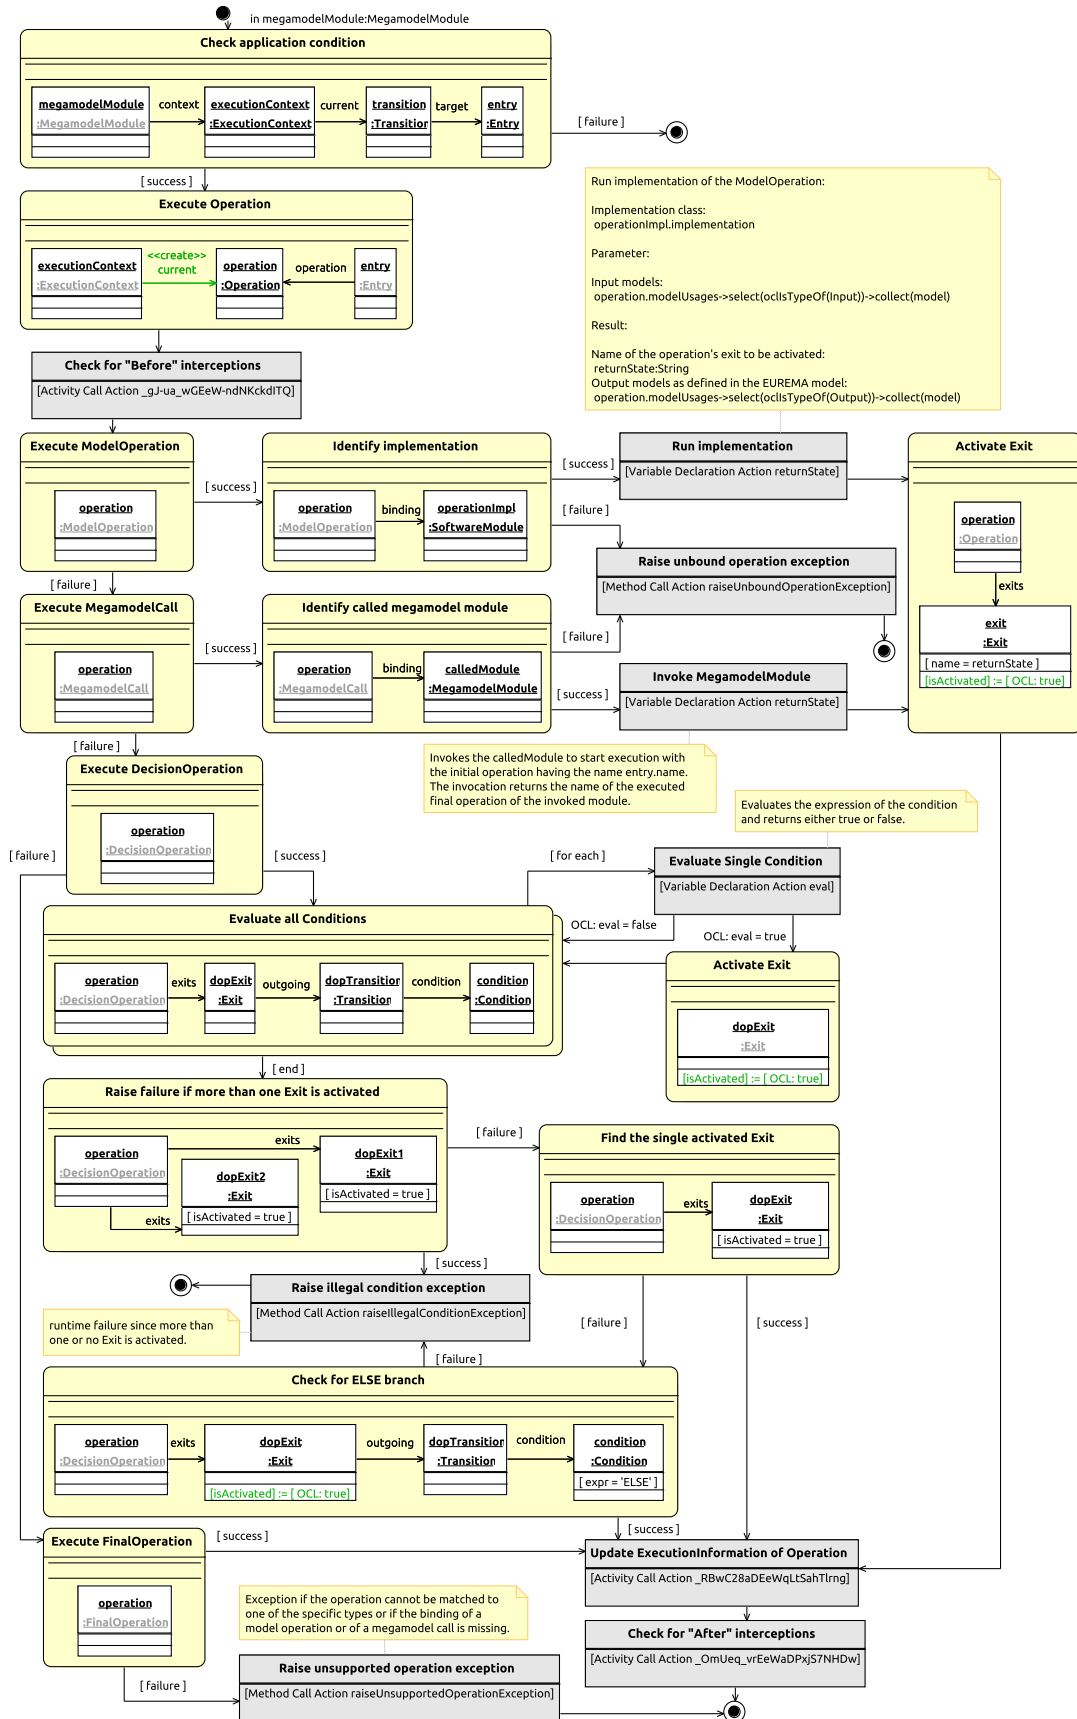 in megamodelModule:MegamodelModule
Check application condition
megamodelModule
:MegamodelModule
context
executionContext
:ExecutionContext
current
transition
:Transition
target
entry
:Entry
[ failure ]
[ success ]
Execute Operation
executionContext
:ExecutionContext
<<create>>
current
operation
:Operation
operation
entry
:Entry
Run implementation of the ModelOperation:
Implementation class:
operationImpl.implementation
Parameter:
Input models:
operation.modelUsages->select(oclIsTypeOf(Input))->collect(model)
Result:
Name of the operation's exit to be activated:
returnState:String
Output models as defined in the EUREMA model:
operation.modelUsages->select(oclIsTypeOf(Output))->collect(model)
Check for "Before" interceptions
[Activity Call Action _gJ-ua_wGEeW-ndNKckdITQ]
Execute ModelOperation
operation
:ModelOperation
[ success ]
Identify implementation
operation
:ModelOperation
binding
operationImpl
:SoftwareModule
[ success ]
Run implementation
[Variable Declaration Action returnState]
[ failure ]
Raise unbound operation exception
[Method Call Action raiseUnboundOperationException]
Activate Exit
operation
:Operation
exits
exit
:Exit
[ name = returnState ]
[isActivated] := [ OCL: true]
[ failure ]
Execute MegamodelCall
operation
:MegamodelCall
[ success ]
Identify called megamodel module
operation
:MegamodelCall
binding
calledModule
:MegamodelModule
[ failure ]
[ success ]
Invoke MegamodelModule
[Variable Declaration Action returnState]
Invokes the calledModule to start execution with
the initial operation having the name entry.name.
The invocation returns the name of the executed
final operation of the invoked module.
[ failure ]
Execute DecisionOperation
operation
:DecisionOperation
[ failure ]
[ success ]
Evaluates the expression of the condition
and returns either true or false.
[ for each ]
Evaluate Single Condition
[Variable Declaration Action eval]
OCL: eval = false
OCL: eval = true
Evaluate all Conditions
operation
:DecisionOperation
exits
dopExit
:Exit
outgoing
dopTransition
:Transition
condition
condition
:Condition
Activate Exit
dopExit
:Exit
[isActivated] := [ OCL: true]
[ end ]
Raise failure if more than one Exit is activated
operation
:DecisionOperation
exits
dopExit1
:Exit
[ isActivated = true ]
dopExit2
:Exit
[ isActivated = true ]
exits
[ failure ]
Find the single activated Exit
operation
:DecisionOperation
exits
dopExit
:Exit
[ isActivated = true ]
[ success ]
Raise illegal condition exception
[Method Call Action raiseIllegalConditionException]
runtime failure since more than
one or no Exit is activated.
[ failure ]
[ failure ]
[ success ]
Check for ELSE branch
operation
:DecisionOperation
exits
dopExit
:Exit
[isActivated] := [ OCL: true]
outgoing
dopTransition
:Transition
condition
condition
:Condition
[ expr = 'ELSE' ]
[ success ]
Execute FinalOperation
operation
:FinalOperation
[ success ]
Update ExecutionInformation of Operation
[Activity Call Action _RBwC28aDEeWqLtSahTlrng]
Exception if the operation cannot be matched to
one of the specific types or if the binding of a
model operation or of a megamodel call is missing.
Check for "After" interceptions
[Activity Call Action _OmUeq_vrEeWaDPxjS7NHDw]
[ failure ]
Raise unsupported operation exception
[Method Call Action raiseUnsupportedOperationException]